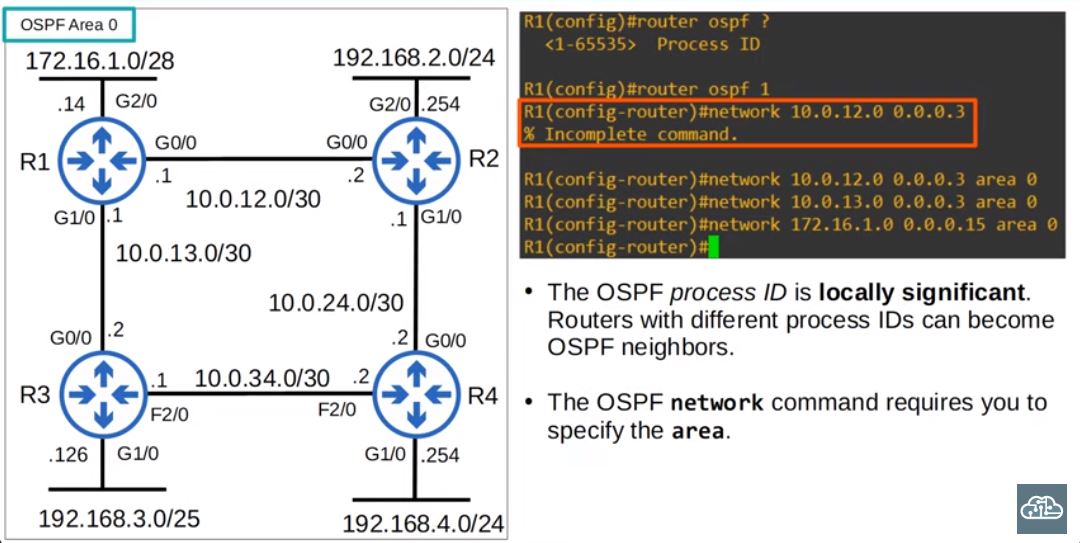 OSPF Area 0
172.16.1.0/28
192.168.2.0/24
.14
G2/0
G2/0
.254
R1
G0/0
G0/0
R2
.1
.2
10.0.12.0/30
G1/0
.1
.1
G1/0
10.0.13.0/30
10.0.24.0/30
G0/0
.2
.2
G0/0
R3
.1
10.0.34.0/30
.2
R4
F2/0
F2/0
.126
G1/0
G1/0
.254
192.168.3.0/25
192.168.4.0/24
R1(config)#router ospf ?
<1-65535>  Process ID
R1(config)#router ospf 1
R1(config-router)#network 10.0.12.0 0.0.0.3
% Incomplete command.
R1(config-router)#network 10.0.12.0 0.0.0.3 area 0
R1(config-router)#network 10.0.13.0 0.0.0.3 area 0
R1(config-router)#network 172.16.1.0 0.0.0.15 area 0
R1(config-router)#
• The OSPF process ID is locally significant.
Routers with different process IDs can become
OSPF neighbors.
• The OSPF network command requires you to
specify the area.